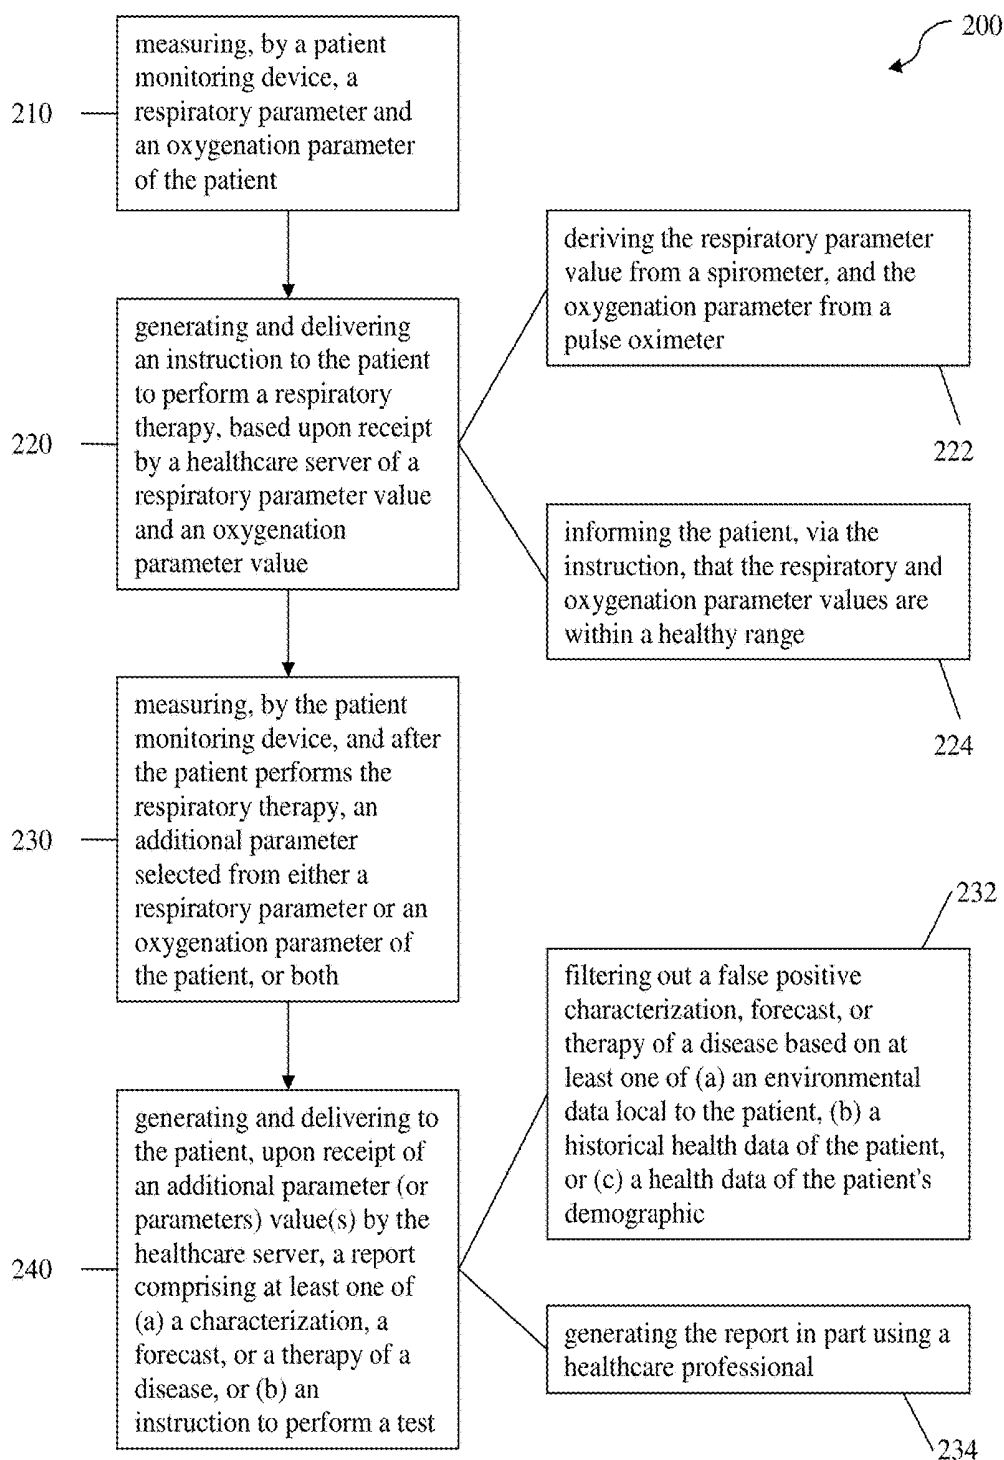 200
210
measuring, by a patient
monitoring device, a
respiratory parameter and
an oxygenation parameter
of the patient
deriving the respiratory parameter
value from a spirometer, and the
oxygenation parameter from a
pulse oximeter
222
220
generating and delivering
an instruction to the patient
to perform a respiratory
therapy, based upon receipt
by a healthcare server of a
respiratory parameter value
and an oxygenation
parameter value
informing the patient, via the
instruction, that the respiratory and
oxygenation parameter values are
within a healthy range
224
230
measuring, by the patient
monitoring device, and after
the patient performs the
respiratory therapy, an
additional parameter
selected from either a
respiratory parameter or an
oxygenation parameter of
the patient, or both
232
filtering out a false positive
characterization, forecast, or
therapy of a disease based on at
least one of (a) an environmental
data local to the patient, (b) a
historical health data of the patient,
or (c) a health data of the patient's
demographic
240
generating and delivering to
the patient, upon receipt of
an additional parameter (or
parameters) value(s) by the
healthcare server, a report
comprising at least one of
(a) a characterization, a
forecast, or a therapy of a
disease, or (b) an
instruction to perform a test
generating the report in part using a
healthcare professional
234